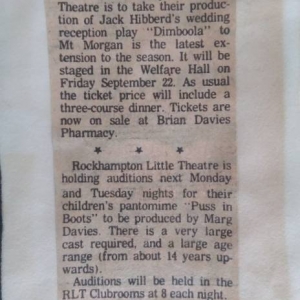 Theatre is to take their produc-
tion of Jack Hibberd's wedding
reception play "Dimboola" to
Mt Morgan is the latest ex-
tension to the season. It will be
staged in the Welfare Hall on
Friday September 22. As usual
the ticket price will include a
three-course dinner. Tickets are
now on sale at Brian Davies
Pharmacy.
* * *
Rockhampton Little Theatre is
holding auditions next Monday
and Tuesday nights for their
children's pantomime "Puss in
Boots" to be produced by Marg
Davies. There is a very large
cast required, and a large age
range (from about 14 years up-
wards).
Auditions will be held in the
RLT Clubrooms at 8 each night.